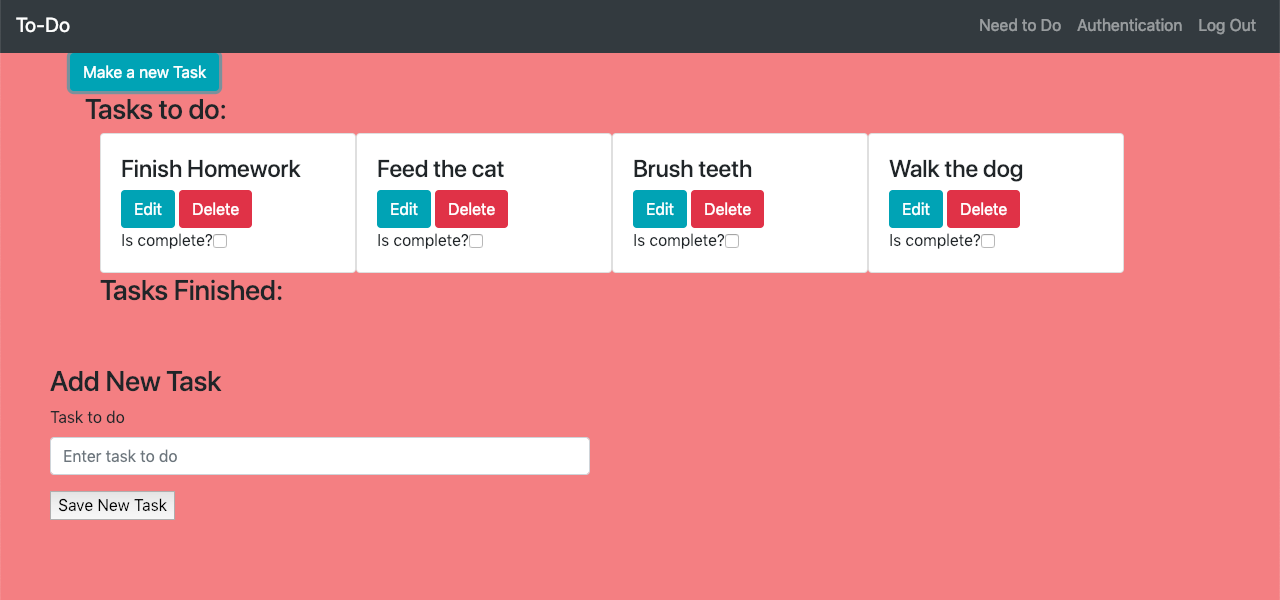 To-Do Need to Do Authentication Log Out
Make a new Task
Tasks to do:
Finish Homework Feed the cat Brush teeth Walk the dog
Edit Delete Edit Delete Edit Delete Edit Delete
Is complete? Is complete? Is complete? Is complete?
Tasks Finished:
Add New Task
Task to do
Enter task to do
Save New Task